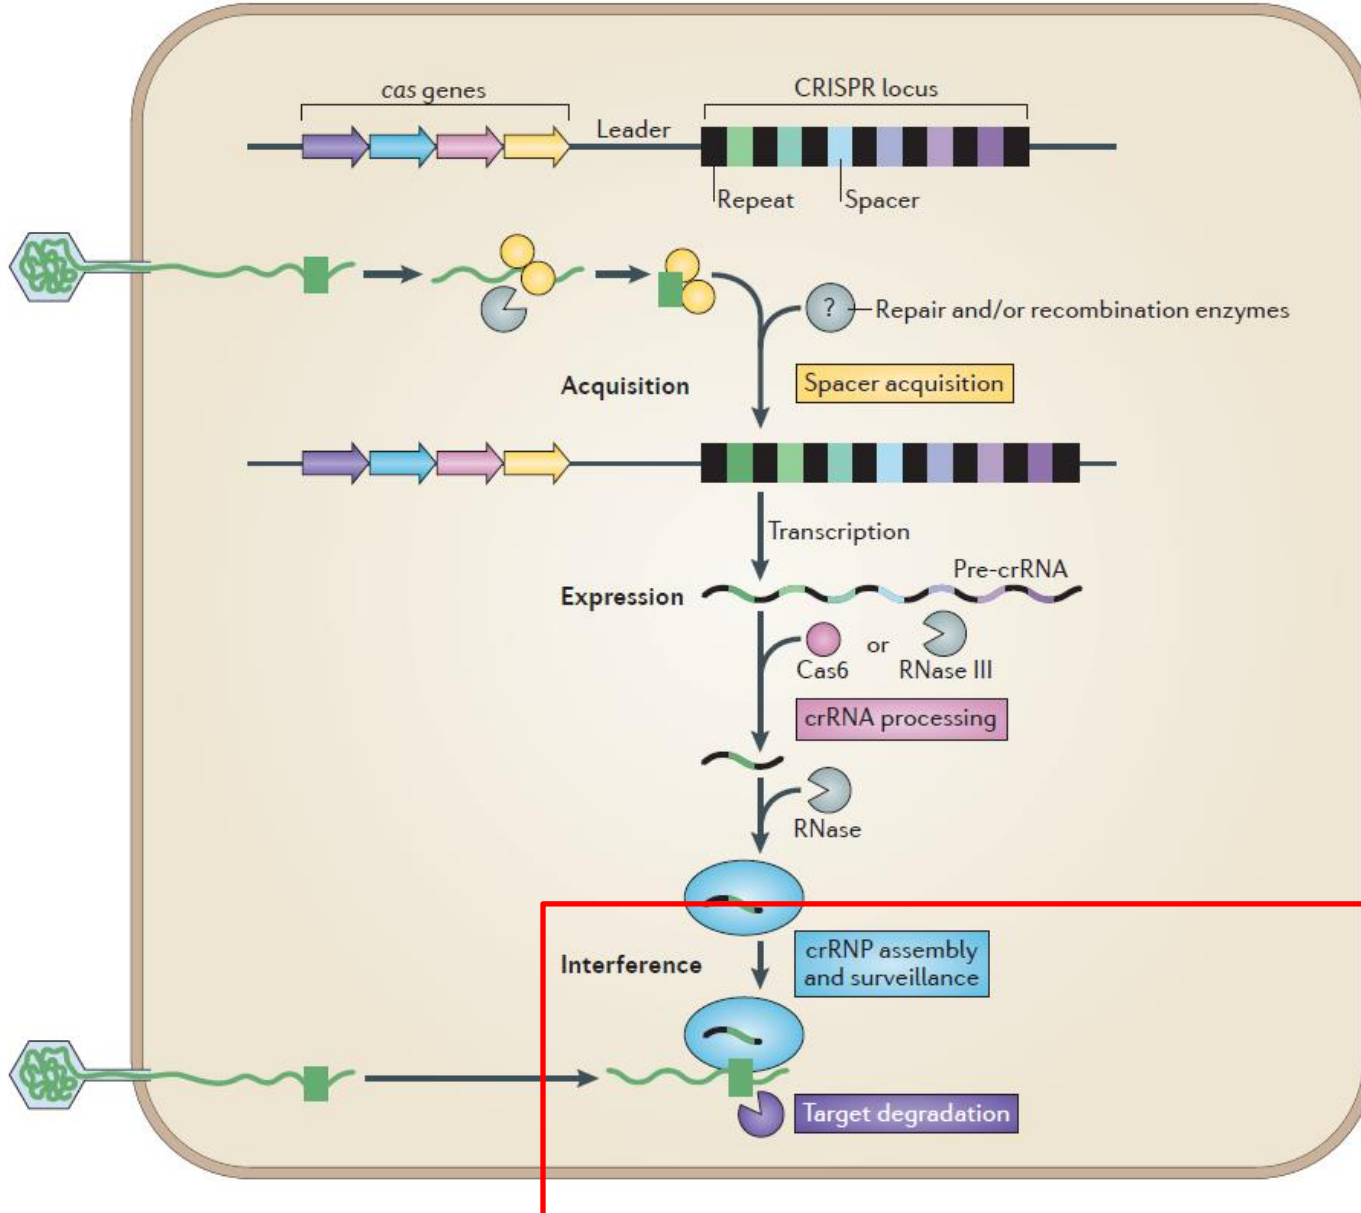 cas genes
CRISPR locus
Leader
Repeat
Spacer
?
Repair and/or recombination enzymes
Acquisition
Spacer acquisition
Transcription
Pre-crRNA
Expression
Cas6
or
RNase III
crRNA processing
RNase
Interference
crRNP assembly
and surveillance
Target degradation